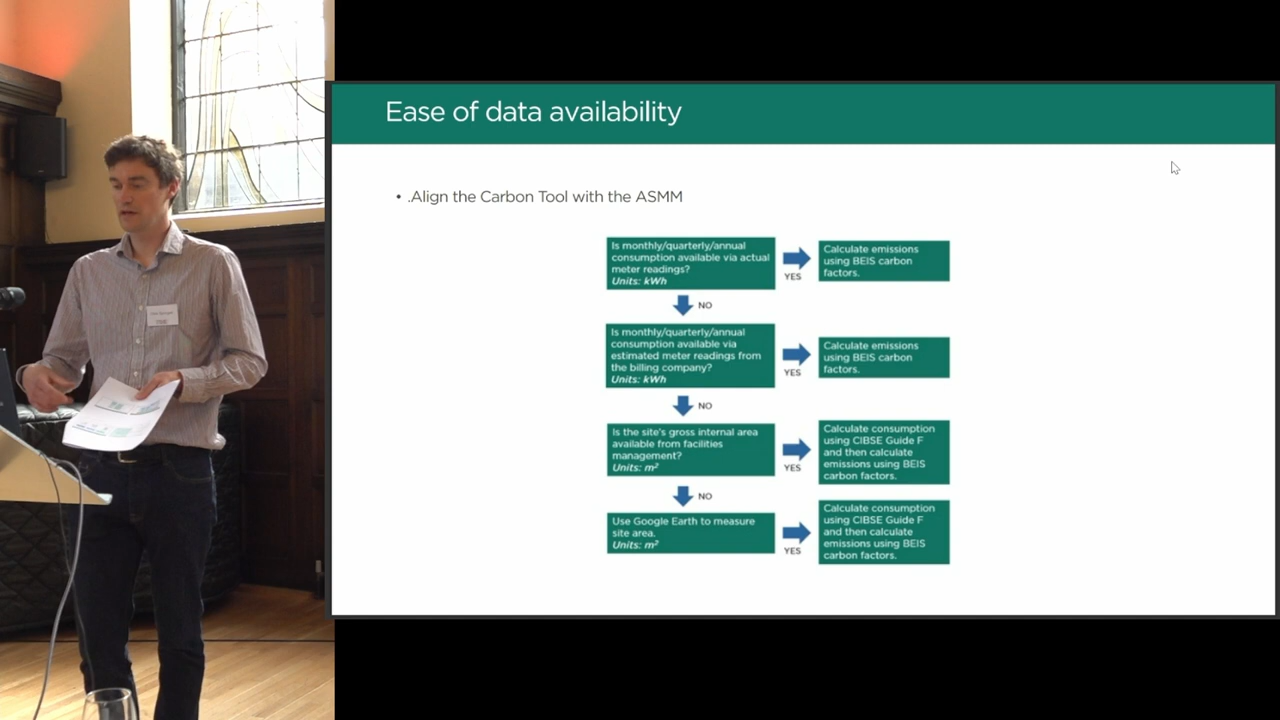 Ease of data availability
• .Align the Carbon Tool with the ASMM
Is monthly/quarterly/annual
consumption available via actual
meter readings?
Units: kWh
YES
Calculate emissions
using BEIS carbon
factors.
NO
Is monthly/quarterly/annual
consumption available via
estimated meter readings from
the billing company?
Units: kWh
YES
Calculate emissions
using BEIS carbon
factors.
NO
Is the site's gross internal area
available from facilities
management?
Units: m²
YES
Calculate consumption
using CIBSE Guide F
and then calculate
emissions using BEIS
carbon factors.
NO
Use Google Earth to measure
site area.
Units: m²
YES
Calculate consumption
using CIBSE Guide F
and then calculate
emissions using BEIS
carbon factors.